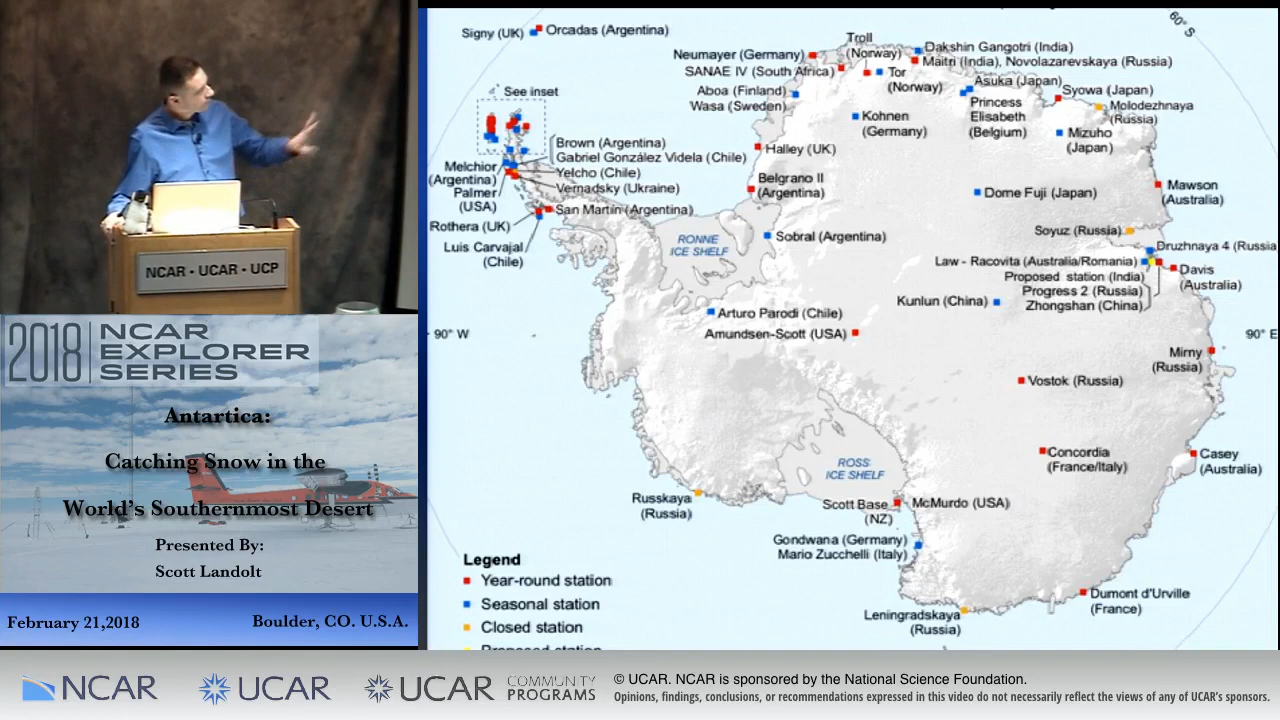 NCAR • UCAR • UCP
2018 NCAR
EXPLORER
SERIES
Antartica:
Catching Snow in the
World's Southernmost Desert
Presented By:
Scott Landolt
February 21,2018
Boulder, CO. U.S.A.
60° S
Signy (UK)
Orcadas (Argentina)
Troll
(Norway)
Neumayer (Germany)
Dakshin Gangotri (India)
Maitri (India), Novolazarevskaya (Russia)
SANAE IV (South Africa)
Tor
(Norway)
Asuka (Japan)
Syowa (Japan)
Aboa (Finland)
Wasa (Sweden)
Princess
Elisabeth
(Belgium)
Molodezhnaya
(Russia)
See inset
Kohnen
(Germany)
Mizuho
(Japan)
Brown (Argentina)
Gabriel González Videla (Chile)
Yelcho (Chile)
Vernadsky (Ukraine)
Halley (UK)
Melchior
(Argentina)
Palmer
(USA)
Belgrano II
(Argentina)
Dome Fuji (Japan)
Mawson
(Australia)
San Martín (Argentina)
Rothera (UK)
Luis Carvajal
(Chile)
RONNE
ICE SHELF
Sobral (Argentina)
Soyuz (Russia)
Druzhnaya 4 (Russia
Law - Racovita (Australia/Romania)
Proposed station (India)
Progress 2 (Russia)
Zhongshan (China)
Davis
(Australia)
Kunlun (China)
Arturo Parodi (Chile)
Amundsen-Scott (USA)
90° W
90° E
Mirny
(Russia)
Vostok (Russia)
Concordia
(France/Italy)
Casey
(Australia)
ROSS
ICE SHELF
Russkaya
(Russia)
Scott Base
(NZ)
McMurdo (USA)
Gondwana (Germany)
Mario Zucchelli (Italy)
Dumont d'Urville
(France)
Leningradskaya
(Russia)
Legend
Year-round station
Seasonal station
Closed station
Proposed station
NCAR
UCAR
UCAR COMMUNITY
PROGRAMS
© UCAR. NCAR is sponsored by the National Science Foundation.
Opinions, findings, conclusions, or recommendations expressed in this video do not necessarily reflect the views of any of UCAR's sponsors.